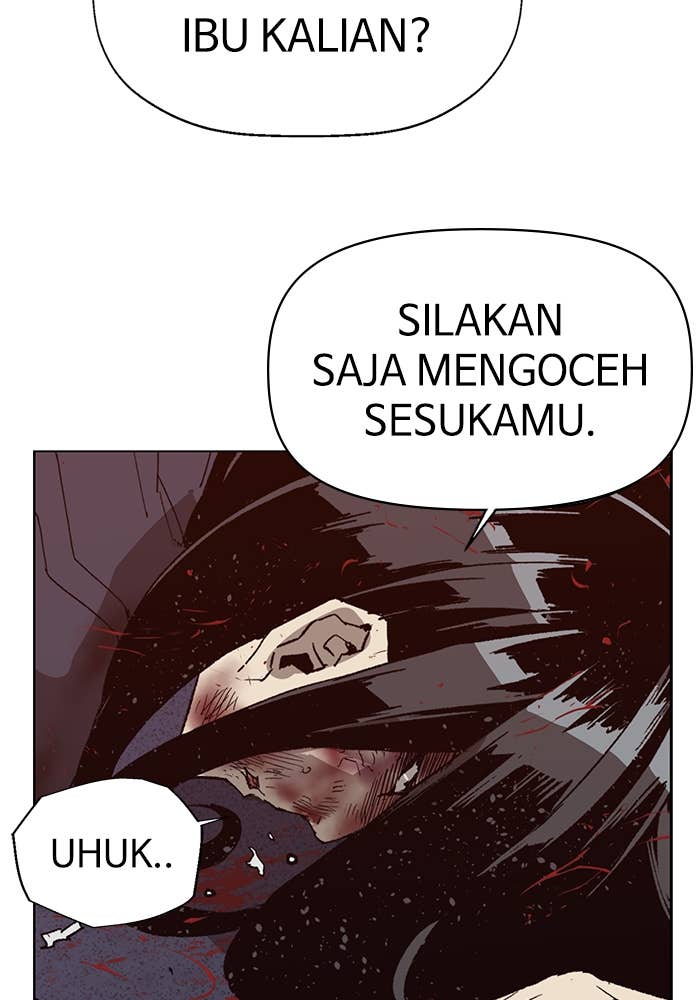 IBU KALIAN?
SILAKAN
SAJA MENGOCEH
SESUKAMU.
UHUK..